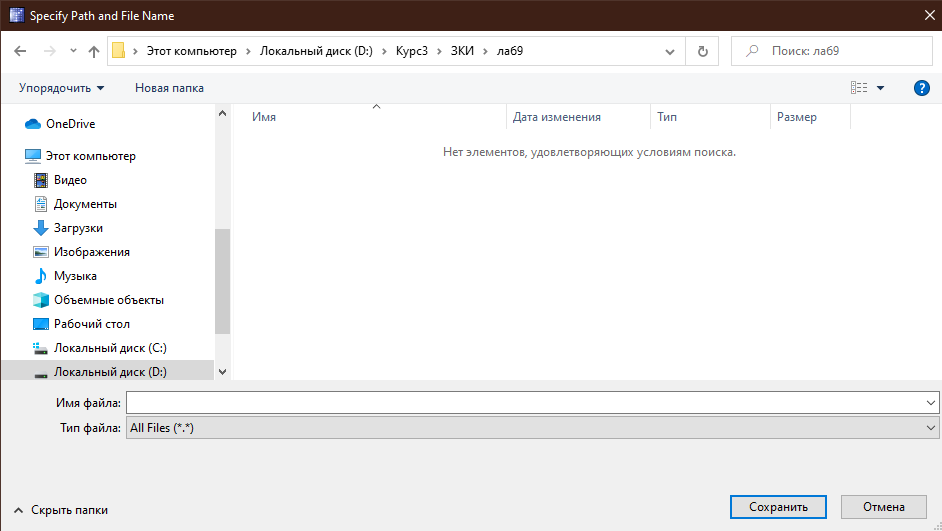 Specify Path and File Name
Этот компьютер › Локальный диск (D:) › Курс3 › ЗКИ › ла69
Поиск: ла69
Упорядочить
Новая папка
?
OneDrive
Этот компьютер
Видео
Документы
Загрузки
Изображения
Музыка
Объемные объекты
Рабочий стол
Локальный диск (C:)
Локальный диск (D:)
Имя
Дата изменения
Тип
Размер
Нет элементов, удовлетворяющих условиям поиска.
Имя файла:
Тип файла: All Files (*.*)
Скрыть папки
Сохранить
Отмена